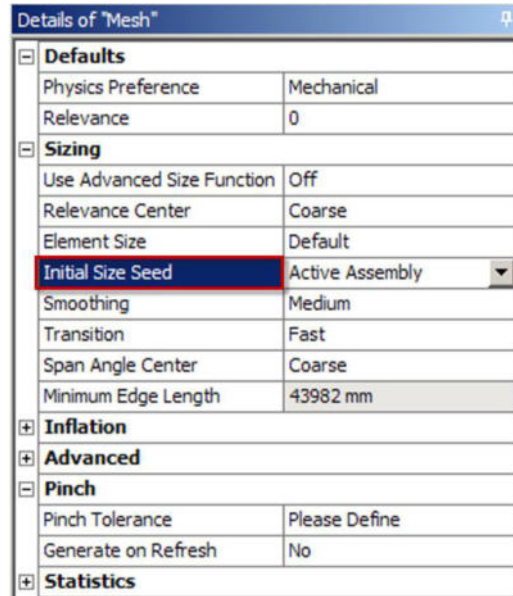 Details of "Mesh"
Defaults
Physics Preference Mechanical
Relevance 0
Sizing
Use Advanced Size Function Off
Relevance Center Coarse
Element Size Default
Initial Size Seed Active Assembly
Smoothing Medium
Transition Fast
Span Angle Center Coarse
Minimum Edge Length 43982 mm
Inflation
Advanced
Pinch
Pinch Tolerance Please Define
Generate on Refresh No
Statistics